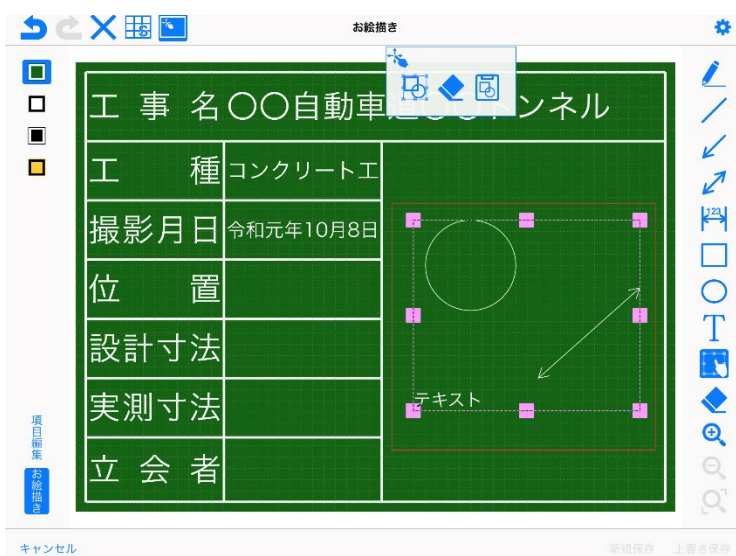 お絵描き
工事名 〇〇自動車道〇〇トンネル
工種 コンクリート工
撮影月日 令和元年10月8日
位置
設計寸法
実測寸法
立会者
テキスト
123
T
項目編集
お絵描き
キャンセル
新規保存 上書き保存